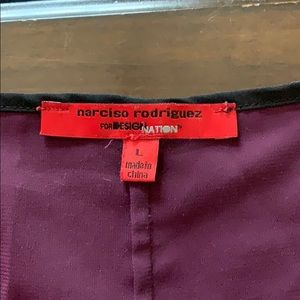 narciso rodriguez
FOR DESIGN NATION
L
made in
china